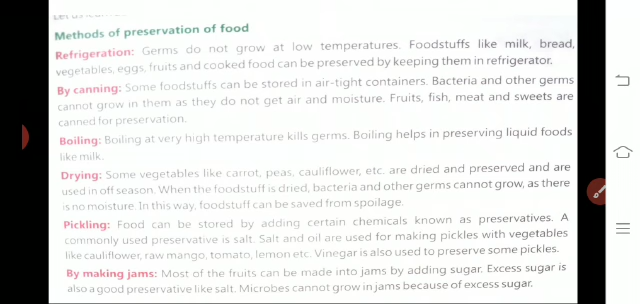 Methods of preservation of food
Refrigeration: Germs do not grow at low temperatures. Foodstuffs like milk, bread,
vegetables, eggs, fruits and cooked food can be preserved by keeping them in refrigerator.
By canning: Some foodstuffs can be stored in air-tight containers. Bacteria and other germs
cannot grow in them as they do not get air and moisture. Fruits, fish, meat and sweets are
canned for preservation.
Boiling: Boiling at very high temperature kills germs. Boiling helps in preserving liquid foods
like milk.
Drying: Some vegetables like carrot, peas, cauliflower, etc. are dried and preserved and are
used in off season. When the foodstuff is dried, bacteria and other germs cannot grow, as there
is no moisture. In this way, foodstuff can be saved from spoilage.
Pickling: Food can be stored by adding certain chemicals known as preservatives. A
commonly used preservative is salt. Salt and oil are used for making pickles with vegetables
like cauliflower, raw mango, tomato, lemon etc. Vinegar is also used to preserve some pickles.
By making jams: Most of the fruits can be made into jams by adding sugar. Excess sugar is
also a good preservative like salt. Microbes cannot grow in jams because of excess sugar.